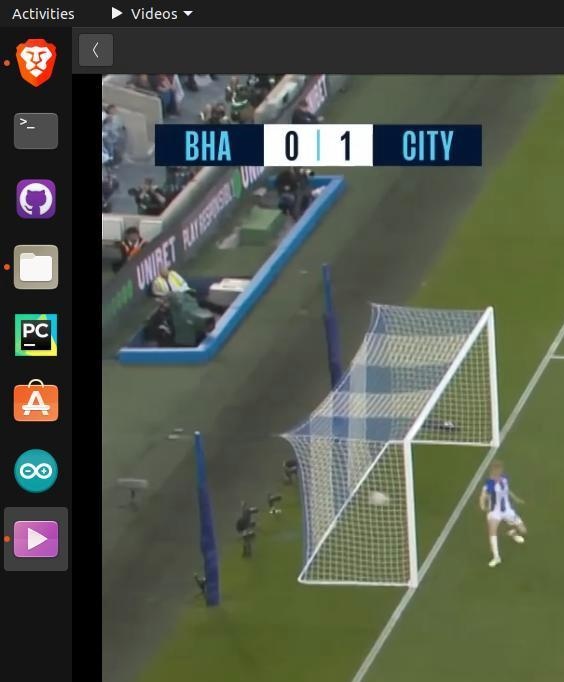 Activities
Videos
>_
BHA 0 | 1 CITY
UNIBET PLAY RESPONSIBLY
PC